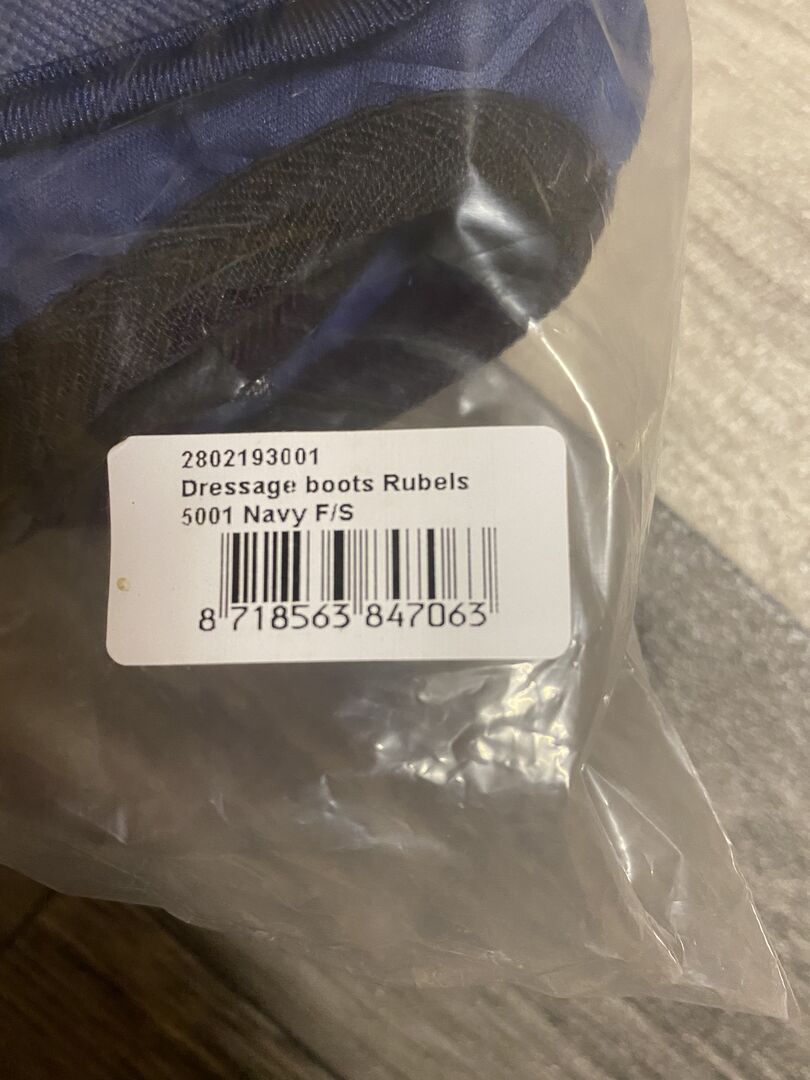 2802193001
Dressage boots Rubels
5001 Navy F/S
8 718563 847063